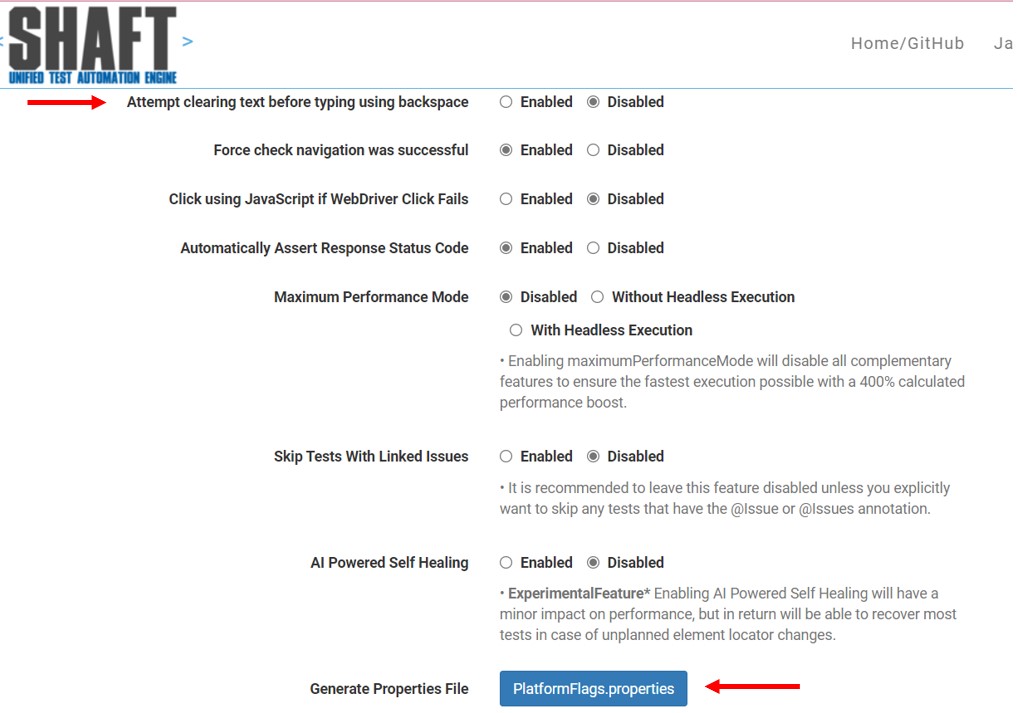 SHAFT
UNIFIED TEST AUTOMATION ENGINE
< >
Home/GitHub Ja
Attempt clearing text before typing using backspace Enabled Disabled
Force check navigation was successful Enabled Disabled
Click using JavaScript if WebDriver Click Fails Enabled Disabled
Automatically Assert Response Status Code Enabled Disabled
Maximum Performance Mode Disabled Without Headless Execution
With Headless Execution
• Enabling maximumPerformanceMode will disable all complementary
features to ensure the fastest execution possible with a 400% calculated
performance boost.
Skip Tests With Linked Issues Enabled Disabled
• It is recommended to leave this feature disabled unless you explicitly
want to skip any tests that have the @Issue or @Issues annotation.
AI Powered Self Healing Enabled Disabled
• ExperimentalFeature* Enabling AI Powered Self Healing will have a
minor impact on performance, but in return will be able to recover most
tests in case of unplanned element locator changes.
Generate Properties File PlatformFlags.properties